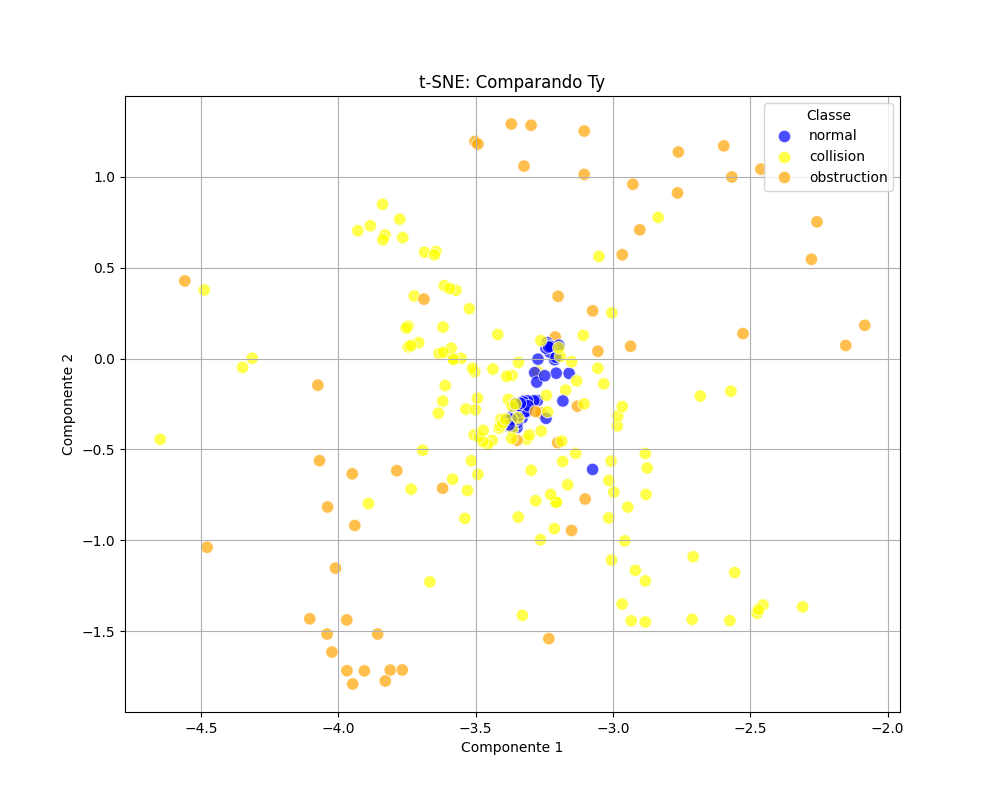 t-SNE: Comparando Ty
Classe
normal
collision
obstruction
1.0
0.5
0.0
−0.5
−1.0
−1.5
Componente 2
−4.5 −4.0 −3.5 −3.0 −2.5 −2.0
Componente 1